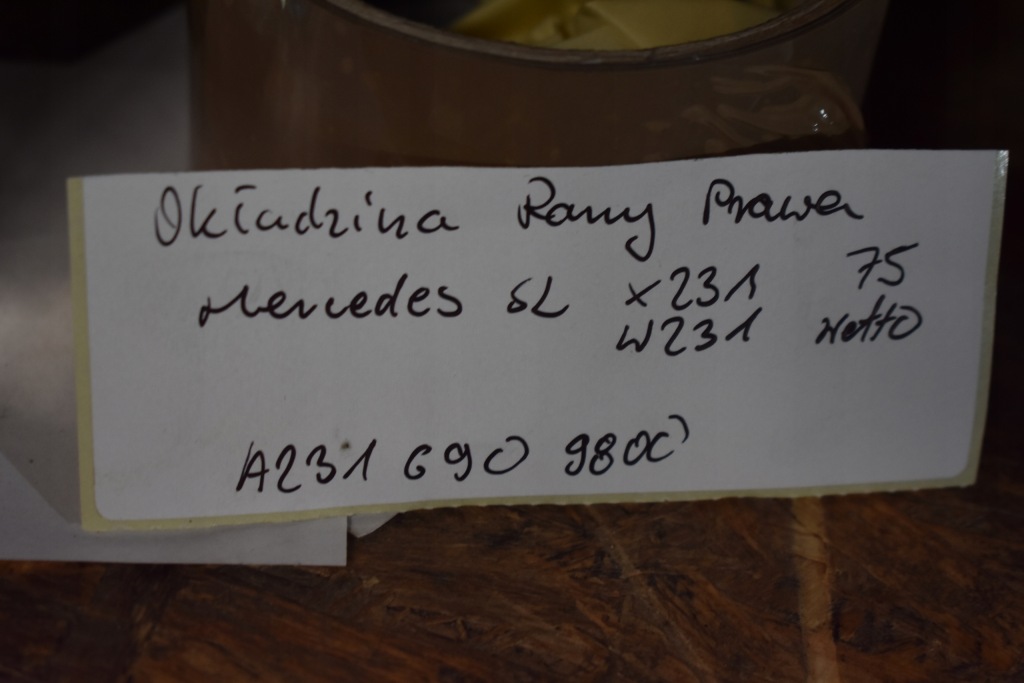 Okładzina Ramy Prawa
Mercedes SL X231 75
W231 netto
A231 690 9800